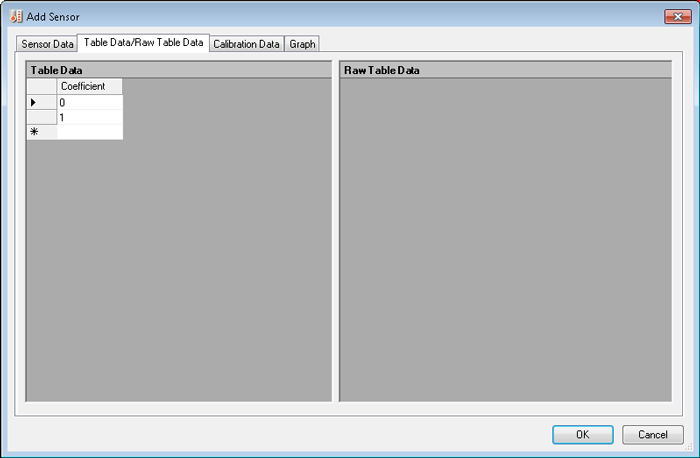 Add Sensor
Sensor Data Table Data/Raw Table Data Calibration Data Graph
Table Data Raw Table Data
Coefficient
0
1
*
OK Cancel